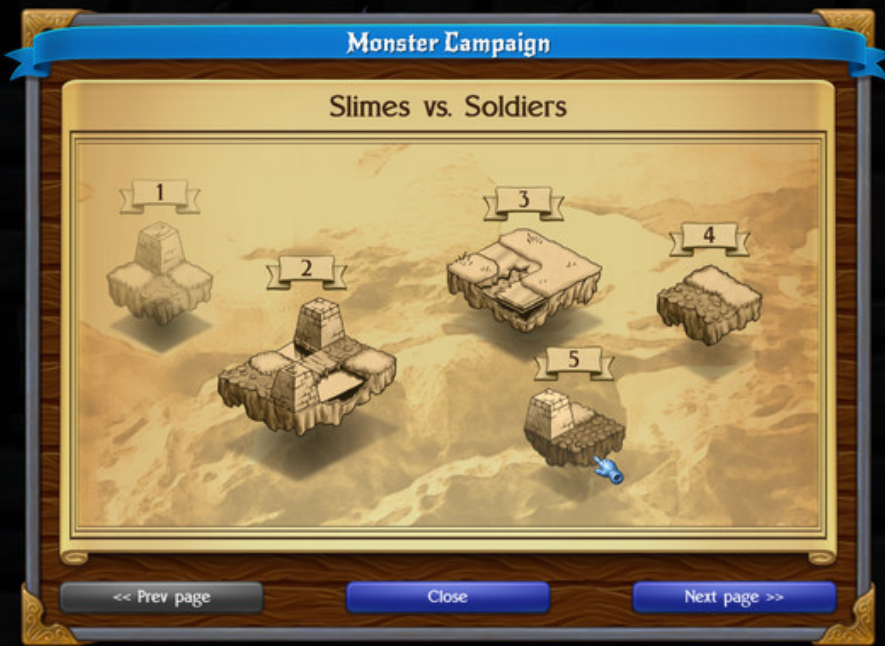 Monster Campaign
Slimes vs. Soldiers
1
2
3
4
5
<< Prev page
Close
Next page >>